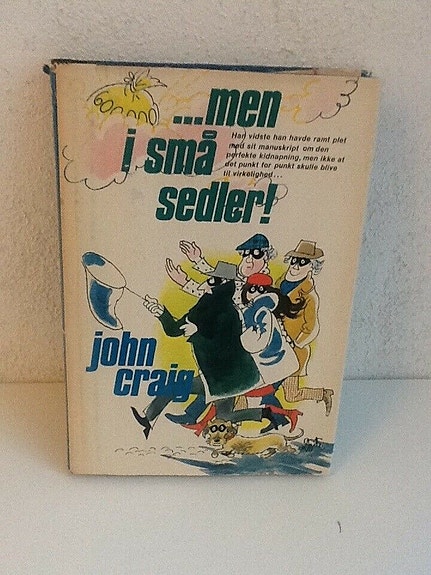 ...men
i små
sedler!
Han vidste han havde ramt plet
med sit manuskript om den
perfekte kidnapning, men ikke at
det punkt for punkt skulle blive
til virkelighed...
john
craig